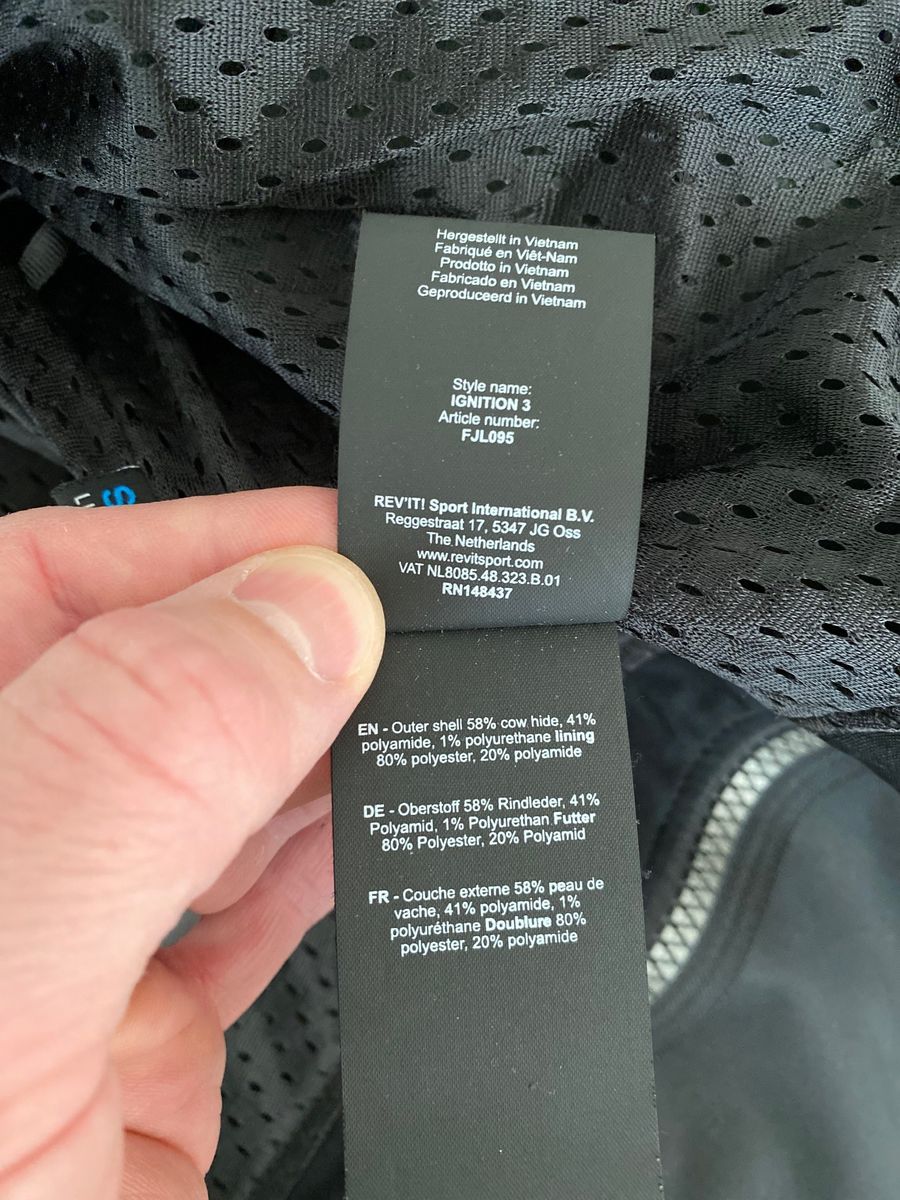 Hergestellt in Vietnam
Fabriqué en Viêt-Nam
Prodotto in Vietnam
Fabricado en Vietnam
Geproduceerd in Vietnam
Style name:
IGNITION 3
Article number:
FJL095
REV'IT! Sport International B.V.
Reggestraat 17, 5347 JG Oss
The Netherlands
www.revitsport.com
VAT NL8085.48.323.B.01
RN148437
EN - Outer shell 58% cow hide, 41%
polyamide, 1% polyurethane lining
80% polyester, 20% polyamide
DE - Oberstoff 58% Rindleder, 41%
Polyamid, 1% Polyurethan Futter
80% Polyester, 20% Polyamid
FR - Couche externe 58% peau de
vache, 41% polyamide, 1%
polyuréthane Doublure 80%
polyester, 20% polyamide